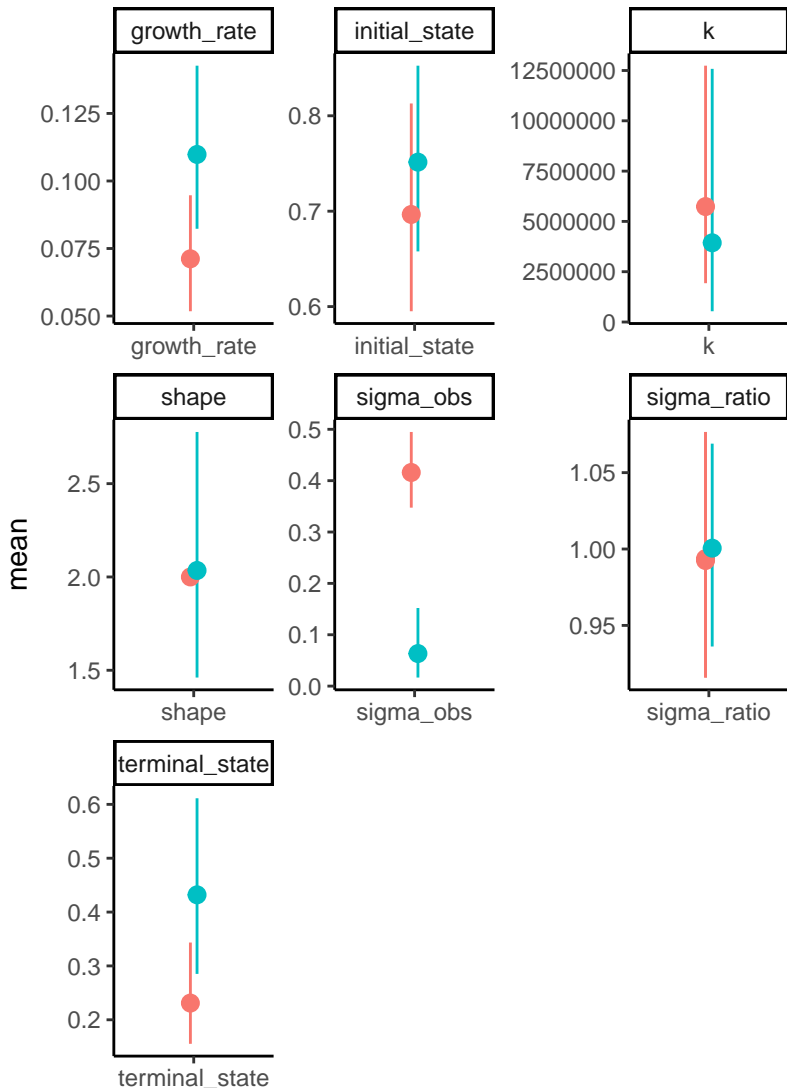 growth_rate
initial_state
k
0.125
0.100
0.075
0.050
0.8
0.7
0.6
12500000
10000000
7500000
5000000
2500000
0
growth_rate
initial_state
k
shape
sigma_obs
sigma_ratio
mean
2.5
2.0
1.5
0.5
0.4
0.3
0.2
0.1
0.0
1.05
1.00
0.95
shape
sigma_obs
sigma_ratio
terminal_state
0.6
0.5
0.4
0.3
0.2
terminal_state